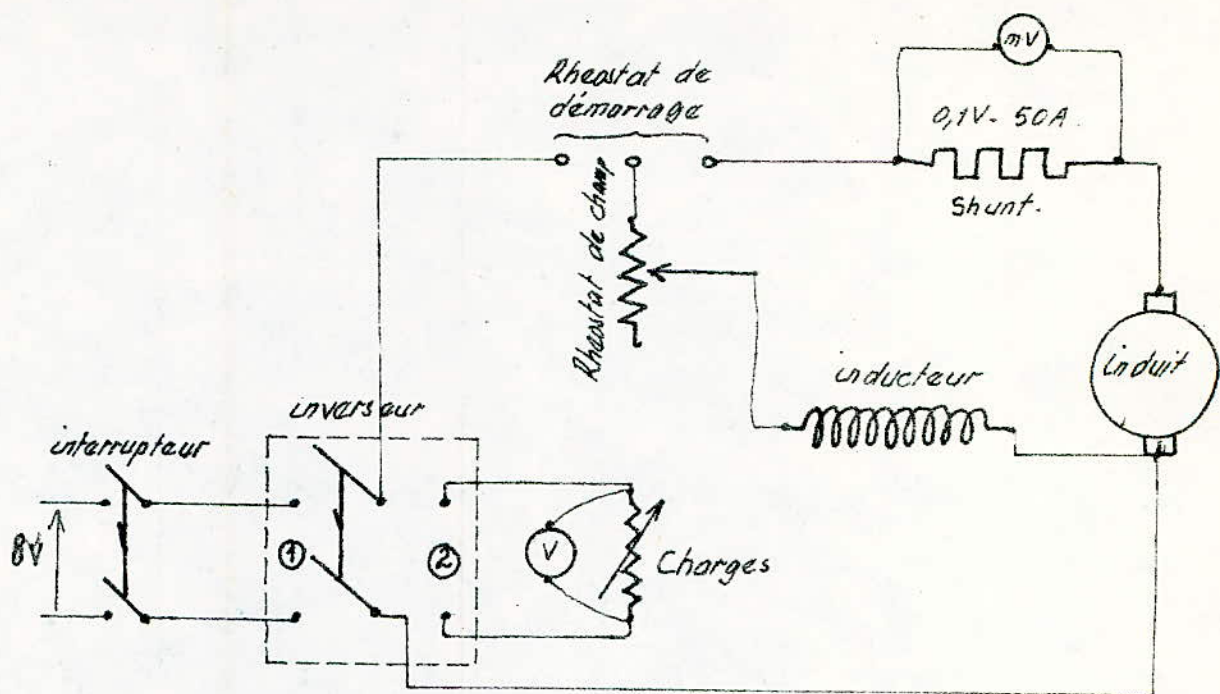 mV
Rheostat de
démarrage
0,1V- 50A.
Shunt.
Rheostat de champ
induit
inducteur
inverseur
interrupteur
8V
1
2
V
Charges